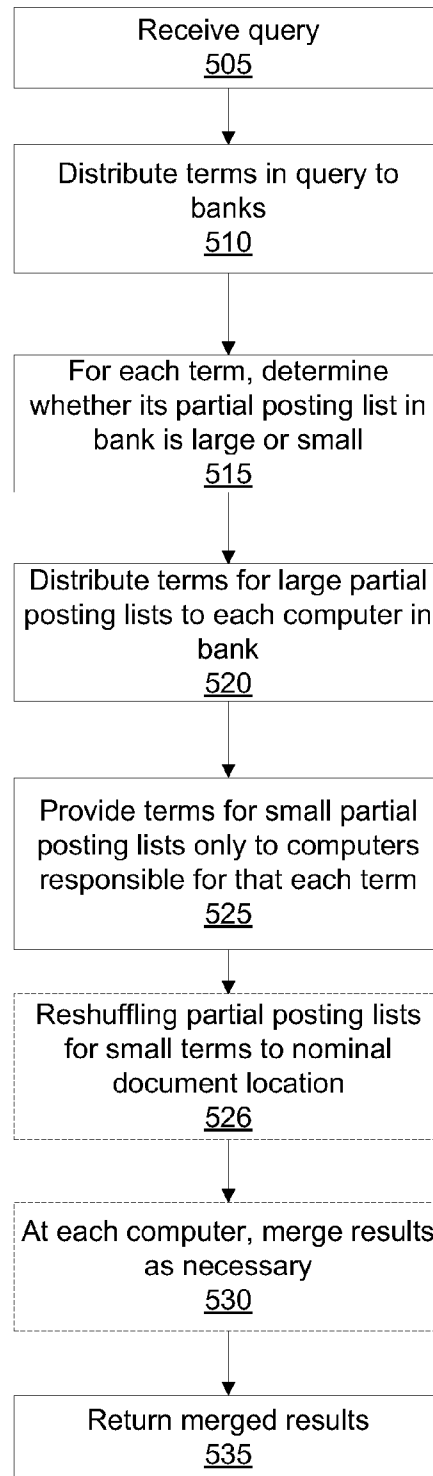 Receive query
505
Distribute terms in query to
banks
510
For each term, determine
whether its partial posting list in
bank is large or small
515
Distribute terms for large partial
posting lists to each computer in
bank
520
Provide terms for small partial
posting lists only to computers
responsible for that each term
525
Reshuffling partial posting lists
for small terms to nominal
document location
526
At each computer, merge results
as necessary
530
Return merged results
535